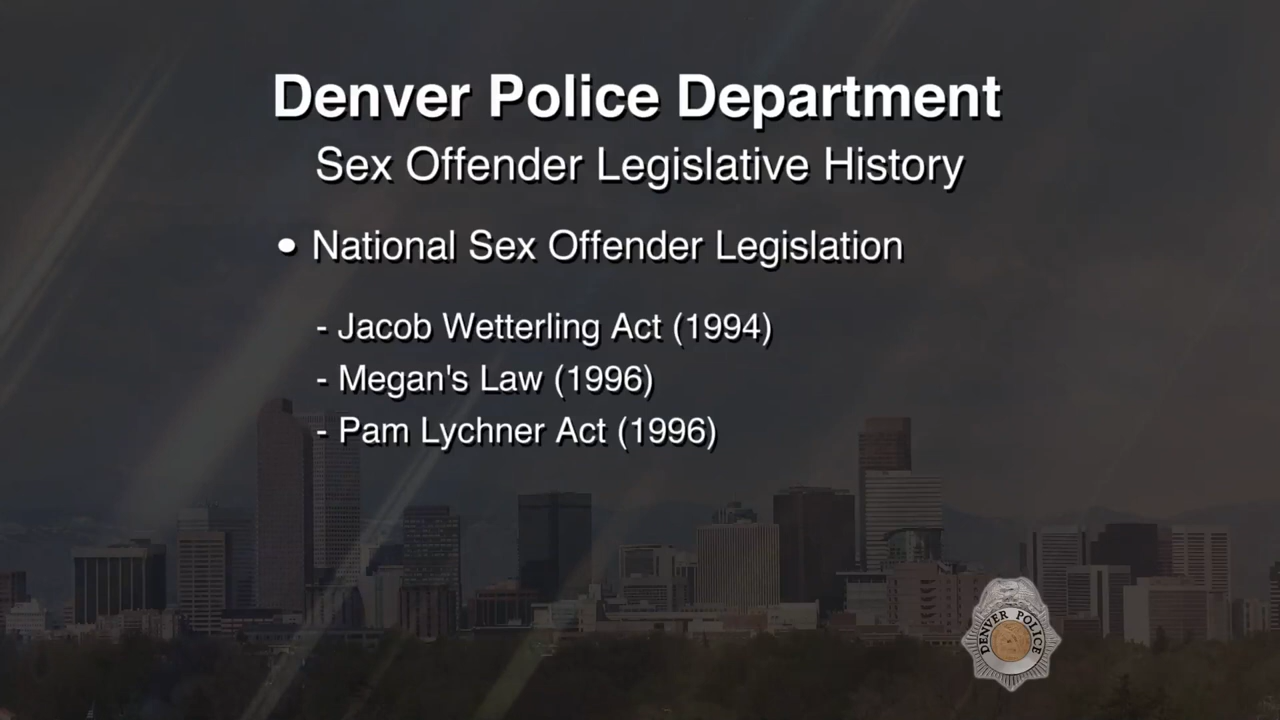 Denver Police Department
Sex Offender Legislative History
• National Sex Offender Legislation
- Jacob Wetterling Act (1994)
- Megan's Law (1996)
- Pam Lychner Act (1996)
DENVER POLICE